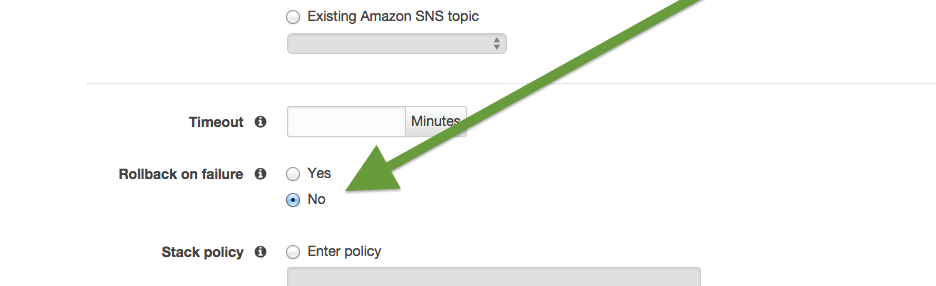 Existing Amazon SNS topic
Timeout
Minutes
Rollback on failure
Yes
No
Stack policy
Enter policy